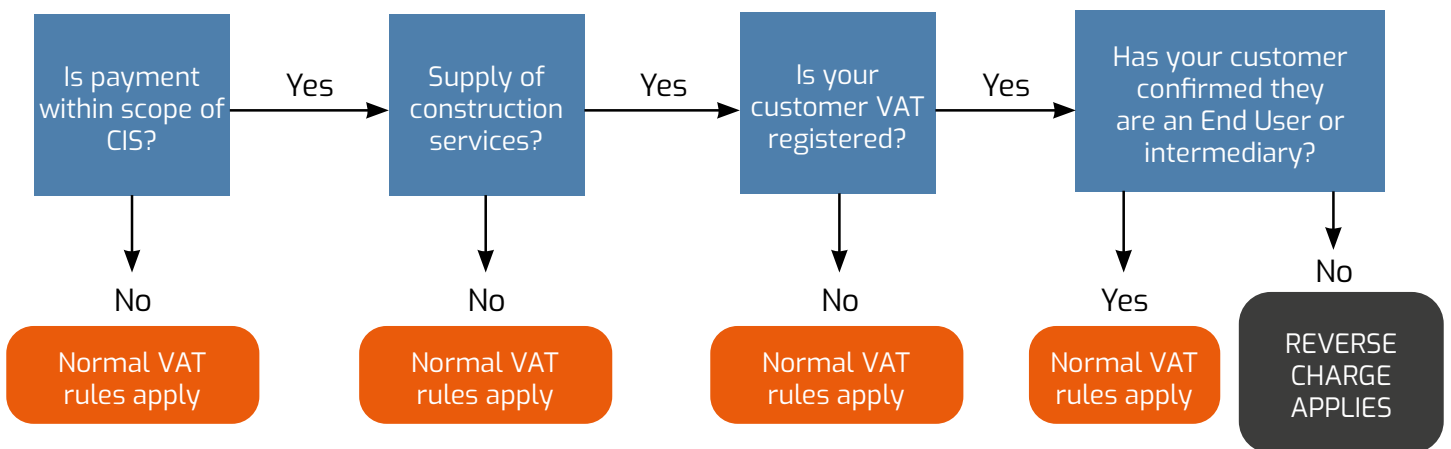 Is payment
within scope of
CIS?
Yes
Supply of
construction
services?
Yes
Is your
customer VAT
registered?
Yes
Has your customer
confirmed they
are an End User or
intermediary?
No
Normal VAT
rules apply
No
Normal VAT
rules apply
No
Normal VAT
rules apply
Yes
Normal VAT
rules apply
No
REVERSE
CHARGE
APPLIES